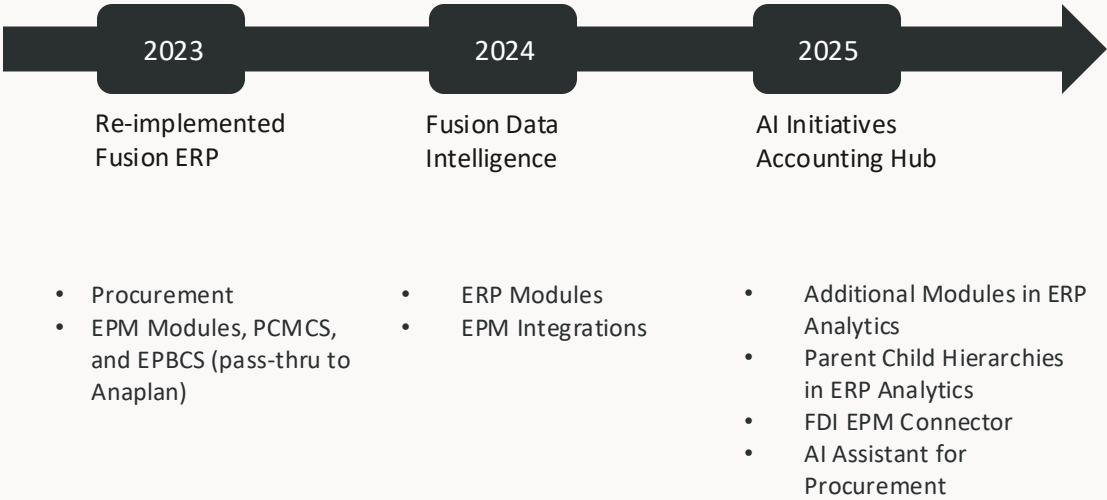 2023
Re-implemented
Fusion ERP
• Procurement
• EPM Modules, PCMCS,
and EPBCS (pass-thru to
Anaplan)
2024
Fusion Data
Intelligence
• ERP Modules
• EPM Integrations
2025
AI Initiatives
Accounting Hub
• Additional Modules in ERP
Analytics
• Parent Child Hierarchies
in ERP Analytics
• FDI EPM Connector
• AI Assistant for
Procurement